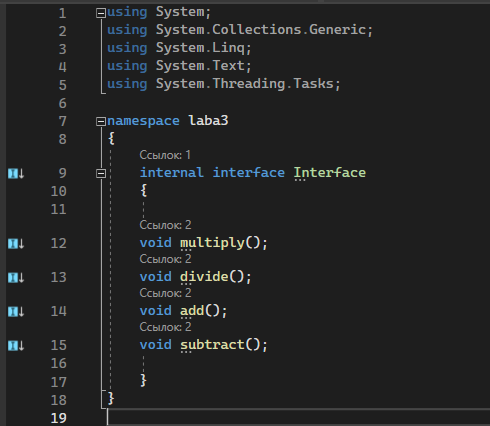 1 using System;
2 using System.Collections.Generic;
3 using System.Linq;
4 using System.Text;
5 using System.Threading.Tasks;
6
7 namespace laba3
8 {
Ссылок: 1
9 internal interface Interface
10 {
11
Ссылок: 2
12 void multiply();
Ссылок: 2
13 void divide();
Ссылок: 2
14 void add();
Ссылок: 2
15 void subtract();
16
17 }
18 }
19